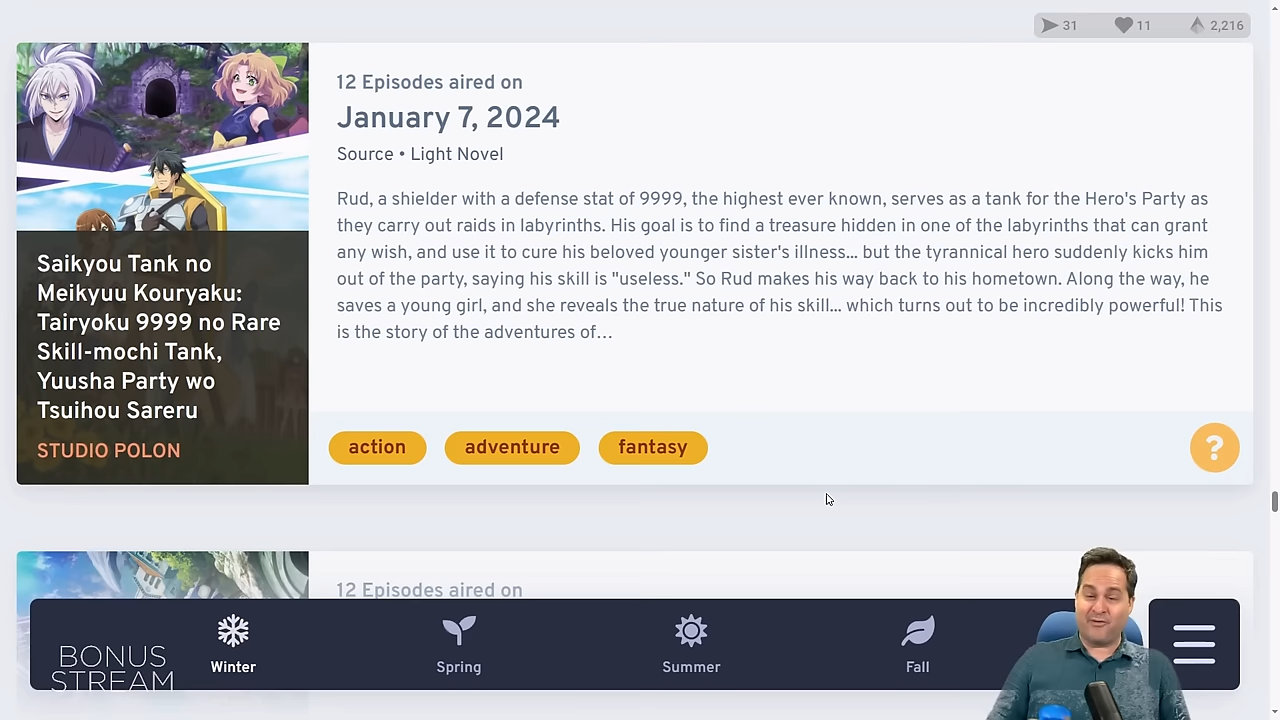 31 11 2,216
12 Episodes aired on
January 7, 2024
Source • Light Novel
Rud, a shielder with a defense stat of 9999, the highest ever known, serves as a tank for the Hero's Party as
they carry out raids in labyrinths. His goal is to find a treasure hidden in one of the labyrinths that can grant
any wish, and use it to cure his beloved younger sister's illness... but the tyrannical hero suddenly kicks him
out of the party, saying his skill is "useless." So Rud makes his way back to his hometown. Along the way, he
saves a young girl, and she reveals the true nature of his skill... which turns out to be incredibly powerful! This
is the story of the adventures of…
Saikyou Tank no
Meikyuu Kouryaku:
Tairyoku 9999 no Rare
Skill-mochi Tank,
Yuusha Party wo
Tsuihou Sareru
STUDIO POLON
action adventure fantasy ?
12 Episodes aired on
BONUS
STREAM
Winter Spring Summer Fall